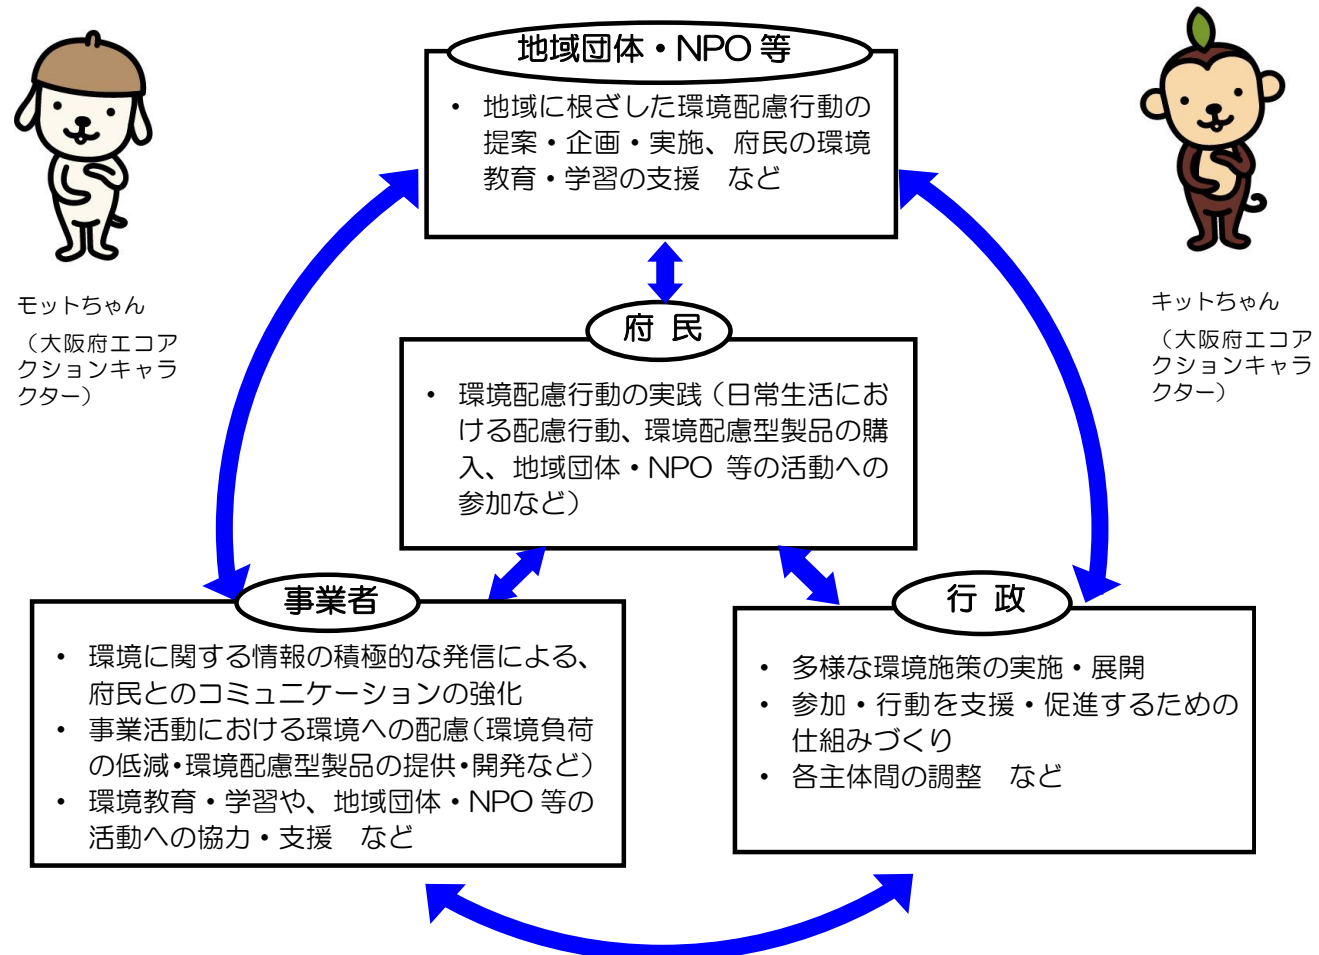 地域団体・NPO 等
・ 地域に根ざした環境配慮行動の
提案・企画・実施、府民の環境
教育・学習の支援　など
モットちゃん
（大阪府エコア
クションキャラ
クター）
キットちゃん
（大阪府エコア
クションキャラ
クター）
府 民
・ 環境配慮行動の実践（日常生活にお
ける配慮行動、環境配慮型製品の購
入、地域団体・NPO 等の活動への
参加など）
事業者
・ 環境に関する情報の積極的な発信による、
府民とのコミュニケーションの強化
・ 事業活動における環境への配慮（環境負荷
の低減・環境配慮型製品の提供・開発など）
・ 環境教育・学習や、地域団体・NPO 等の
活動への協力・支援　など
行 政
・ 多様な環境施策の実施・展開
・ 参加・行動を支援・促進するための
仕組みづくり
・ 各主体間の調整　など